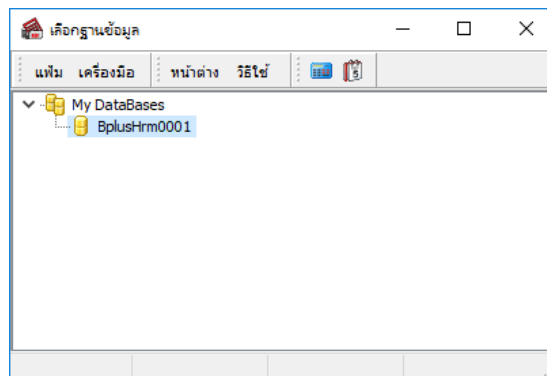 เลือกฐานข้อมูล
แฟ้ม เครื่องมือ หน้าต่าง วิธีใช้ 5
My DataBases
BplusHrm0001